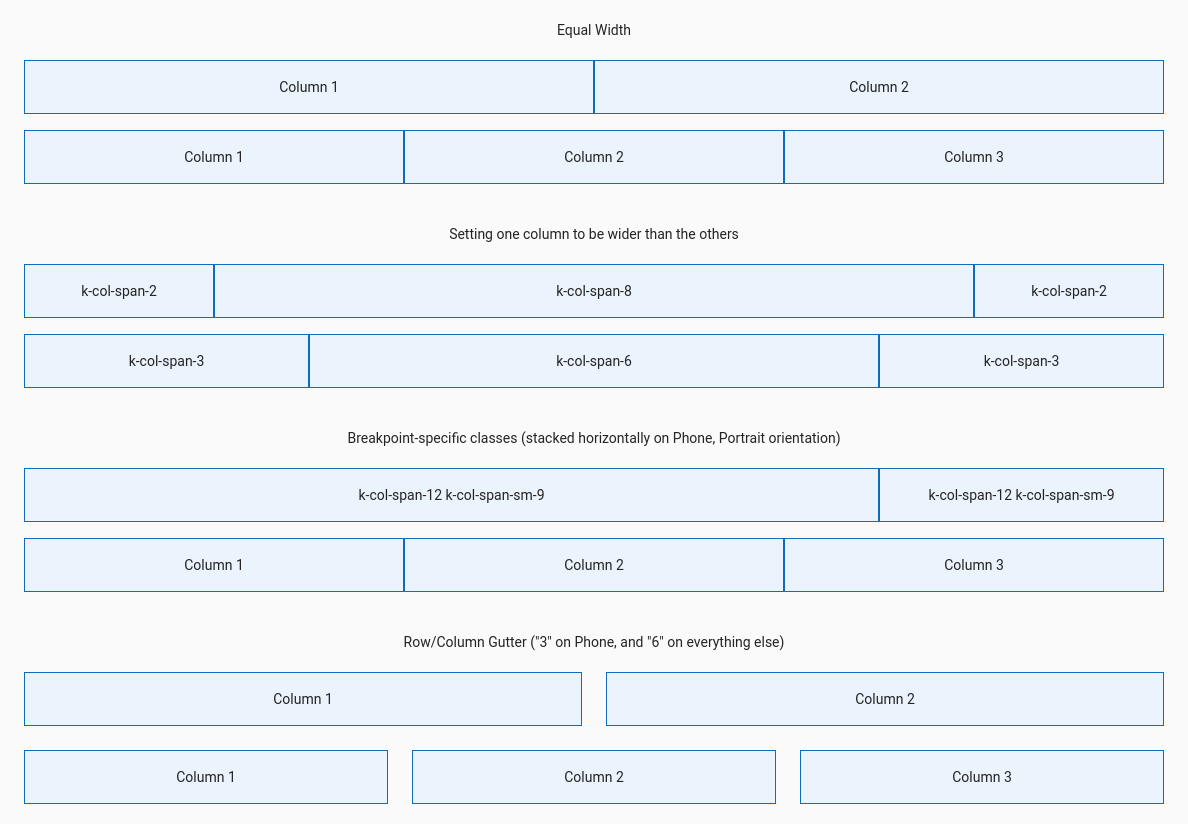 Equal Width
Column 1 Column 2
Column 1 Column 2 Column 3
Setting one column to be wider than the others
k-col-span-2 k-col-span-8 k-col-span-2
k-col-span-3 k-col-span-6 k-col-span-3
Breakpoint-specific classes (stacked horizontally on Phone, Portrait orientation)
k-col-span-12 k-col-span-sm-9 k-col-span-12 k-col-span-sm-9
Column 1 Column 2 Column 3
Row/Column Gutter ("3" on Phone, and "6" on everything else)
Column 1 Column 2
Column 1 Column 2 Column 3